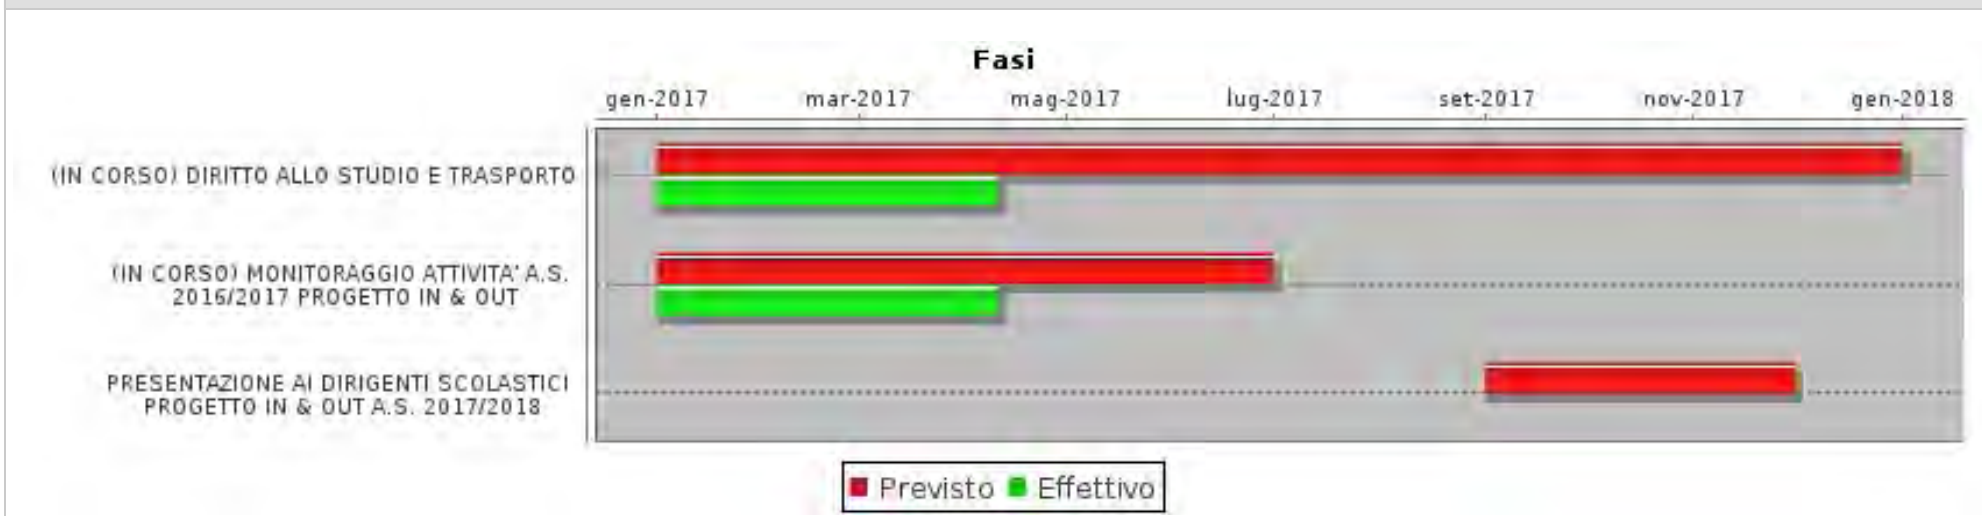 Fasi
gen-2017 mar-2017 mag-2017 lug-2017 set-2017 nov-2017 gen-2018
(IN CORSO) DIRITTO ALLO STUDIO E TRASPORTO
(IN CORSO) MONITORAGGIO ATTIVITA' A.S.
2016/2017 PROGETTO IN & OUT
PRESENTAZIONE AI DIRIGENTI SCOLASTICI
PROGETTO IN & OUT A.S. 2017/2018
Previsto Effettivo